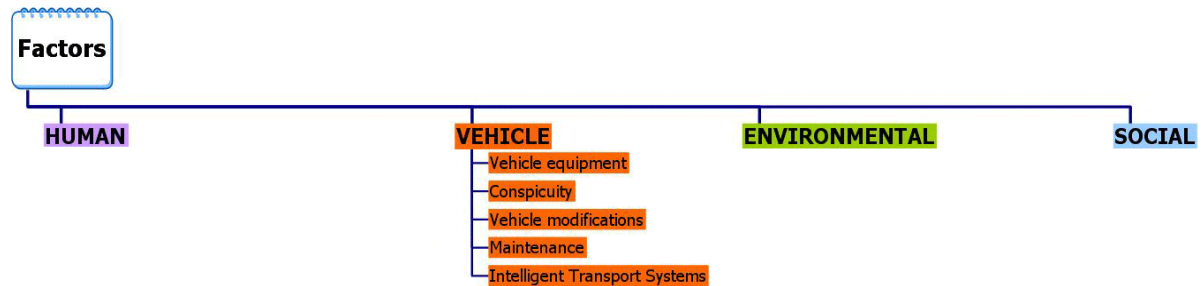 Factors
HUMAN
VEHICLE
ENVIRONMENTAL
SOCIAL
Vehicle equipment
Conspicuity
Vehicle modifications
Maintenance
Intelligent Transport Systems